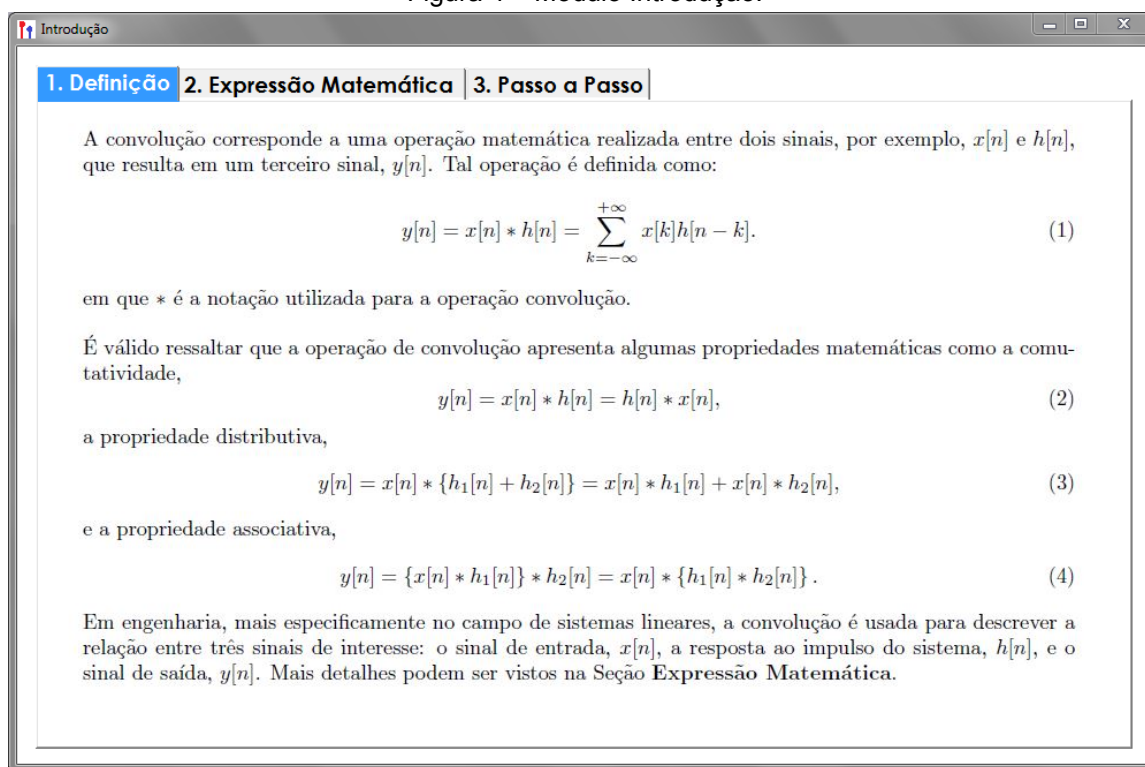 Figura 4 – Módulo Introdução.
Introdução
1. Definição 2. Expressão Matemática 3. Passo a Passo
A convolução corresponde a uma operação matemática realizada entre dois sinais, por exemplo, x[n] e h[n],
que resulta em um terceiro sinal, y[n]. Tal operação é definida como:
y[n] = x[n] ∗ h[n] = ∑_{k=−∞}^{+∞} x[k]h[n − k]. (1)
em que ∗ é a notação utilizada para a operação convolução.
É válido ressaltar que a operação de convolução apresenta algumas propriedades matemáticas como a comu-
tatividade,
y[n] = x[n] ∗ h[n] = h[n] ∗ x[n], (2)
a propriedade distributiva,
y[n] = x[n] ∗ {h₁[n] + h₂[n]} = x[n] ∗ h₁[n] + x[n] ∗ h₂[n], (3)
e a propriedade associativa,
y[n] = {x[n] ∗ h₁[n]} ∗ h₂[n] = x[n] ∗ {h₁[n] ∗ h₂[n]} . (4)
Em engenharia, mais especificamente no campo de sistemas lineares, a convolução é usada para descrever a
relação entre três sinais de interesse: o sinal de entrada, x[n], a resposta ao impulso do sistema, h[n], e o
sinal de saída, y[n]. Mais detalhes podem ser vistos na Seção Expressão Matemática.